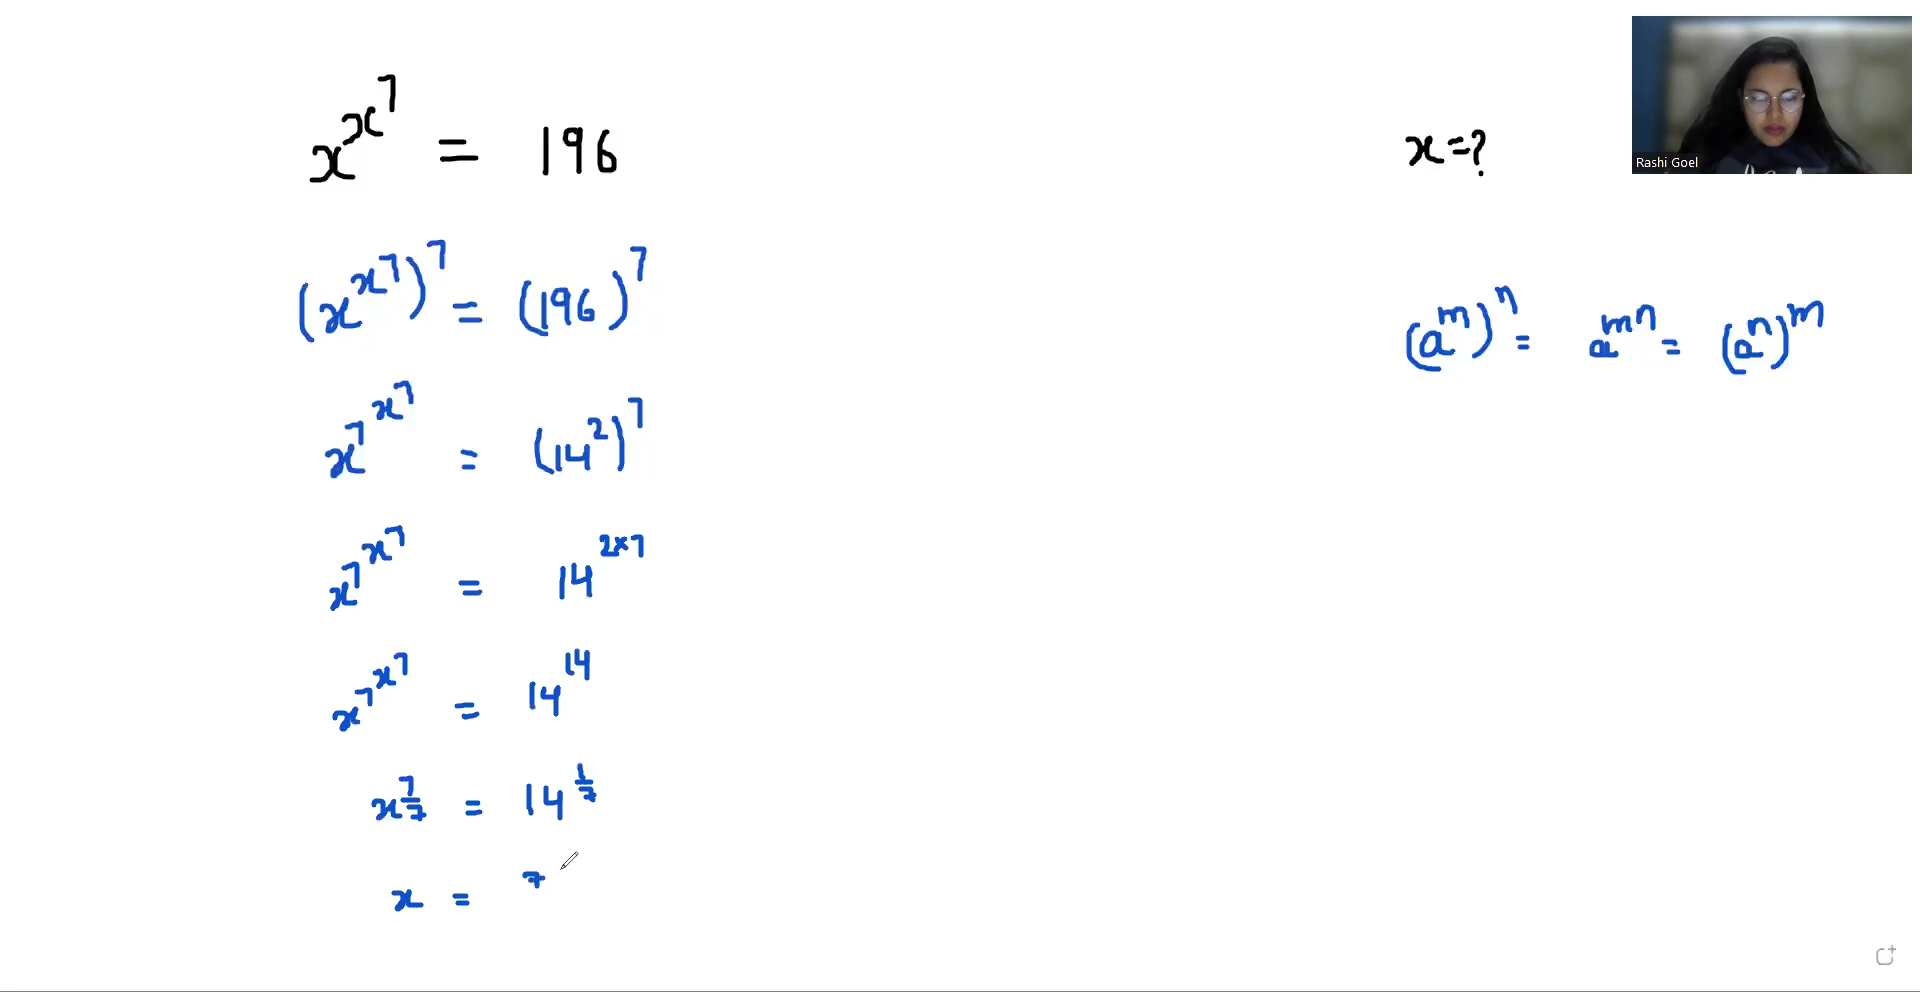 x^{x^7} = 196
x = ?
Rashi Goel
(x^{x^7})^7 = (196)^7
(a^m)^n = a^{mn} = (a^n)^m
x^{7^{x^7}} = (14^2)^7
x^{7^{x^7}} = 14^{2×7}
x^{7^{x^7}} = 14^{14}
x^{7/7} = 14^{1/7}
x = 7